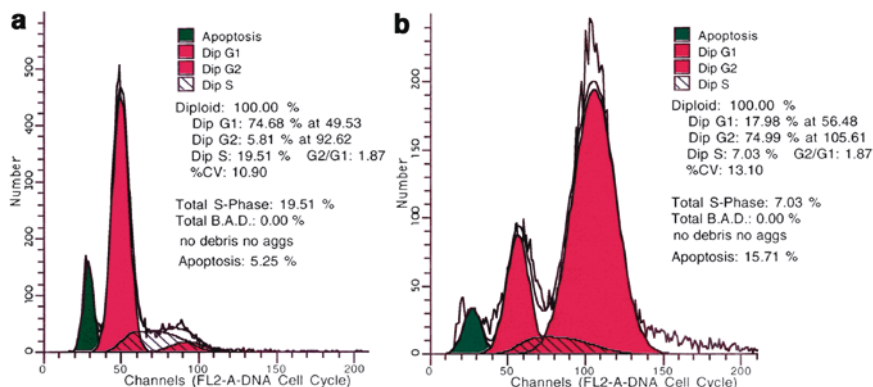 a
Apoptosis
Dip G1
Dip G2
Dip S
Diploid: 100.00 %
Dip G1: 74.68 % at 49.53
Dip G2: 5.81 % at 92.62
Dip S: 19.51 % G2/G1: 1.87
%CV: 10.90
Total S-Phase: 19.51 %
Total B.A.D.: 0.00 %
no debris no aggs
Apoptosis: 5.25 %
Number
0 100 200 300 400 500
0 50 100 150 200
Channels (FL2-A-DNA Cell Cycle)
b
Apoptosis
Dip G1
Dip G2
Dip S
Diploid: 100.00 %
Dip G1: 17.98 % at 56.48
Dip G2: 74.99 % at 105.61
Dip S: 7.03 % G2/G1: 1.87
%CV: 13.10
Total S-Phase: 7.03 %
Total B.A.D.: 0.00 %
no debris no aggs
Apoptosis: 15.71 %
Number
0 50 100 150 200
0 50 100 150 200
Channels (FL2-A-DNA Cell Cycle)